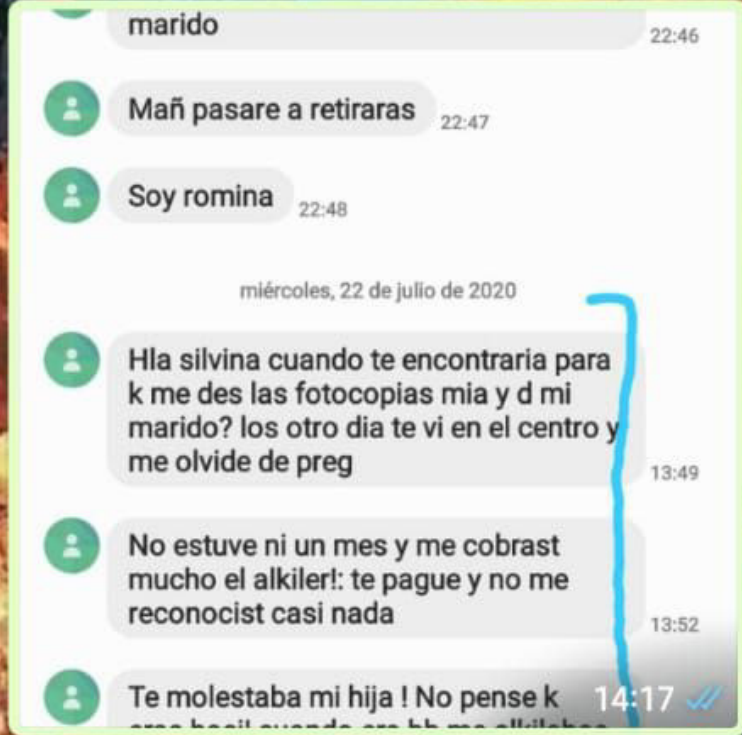 marido
22:46
Mañ pasare a retiraras
22:47
Soy romina
22:48
miércoles, 22 de julio de 2020
Hla silvina cuando te encontraria para
k me des las fotocopias mia y d mi
marido? los otro dia te vi en el centro y
me olvide de preg
13:49
No estuve ni un mes y me cobrast
mucho el alkiler!: te pague y no me
reconocist casi nada
13:52
Te molestaba mi hija ! No pense k
14:17